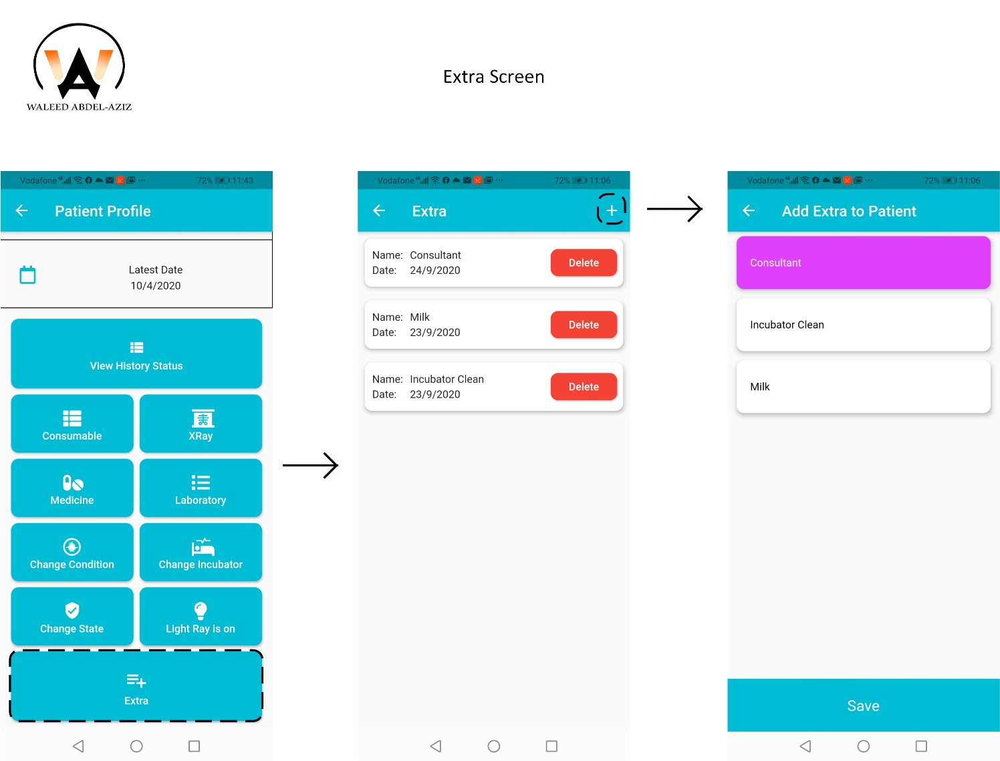 WALEED ABDEL-AZIZ
Extra Screen
Vodafone 72% 11:43
Patient Profile
Latest Date
10/4/2020
View History Status
Consumable
XRay
Medicine
Laboratory
Change Condition
Change Incubator
Change State
Light Ray is on
Extra
Vodafone 72% 11:06
Extra
Name: Consultant
Date: 24/9/2020
Delete
Name: Milk
Date: 23/9/2020
Delete
Name: Incubator Clean
Date: 23/9/2020
Delete
Vodafone 72% 11:06
Add Extra to Patient
Consultant
Incubator Clean
Milk
Save